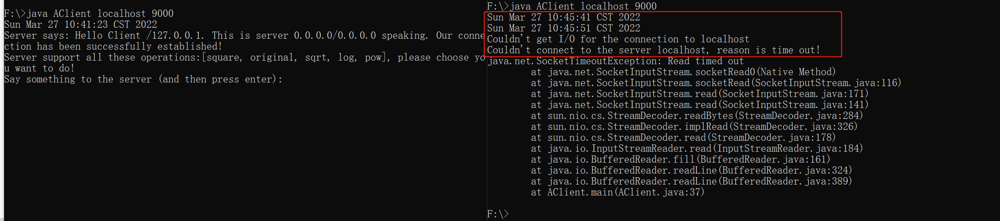 F:\>java AClient localhost 9000
Sun Mar 27 10:41:23 CST 2022
Server says: Hello Client /127.0.0.1. This is server 0.0.0.0/0.0.0.0 speaking. Our conne
ction has been successfully established!
Server support all these operations:[square, original, sqrt, log, pow], please choose yo
u want to do!
Say something to the server (and then press enter):
F:\>java AClient localhost 9000
Sun Mar 27 10:45:41 CST 2022
Sun Mar 27 10:45:51 CST 2022
Couldn't get I/O for the connection to localhost
Couldn't connect to the server localhost, reason is time out!
java.net.SocketTimeoutException: Read timed out
        at java.net.SocketInputStream.socketRead0(Native Method)
        at java.net.SocketInputStream.socketRead(SocketInputStream.java:116)
        at java.net.SocketInputStream.read(SocketInputStream.java:171)
        at java.net.SocketInputStream.read(SocketInputStream.java:141)
        at sun.nio.cs.StreamDecoder.readBytes(StreamDecoder.java:284)
        at sun.nio.cs.StreamDecoder.implRead(StreamDecoder.java:326)
        at sun.nio.cs.StreamDecoder.read(StreamDecoder.java:178)
        at java.io.InputStreamReader.read(InputStreamReader.java:184)
        at java.io.BufferedReader.fill(BufferedReader.java:161)
        at java.io.BufferedReader.readLine(BufferedReader.java:324)
        at java.io.BufferedReader.readLine(BufferedReader.java:389)
        at AClient.main(AClient.java:37)
F:\>